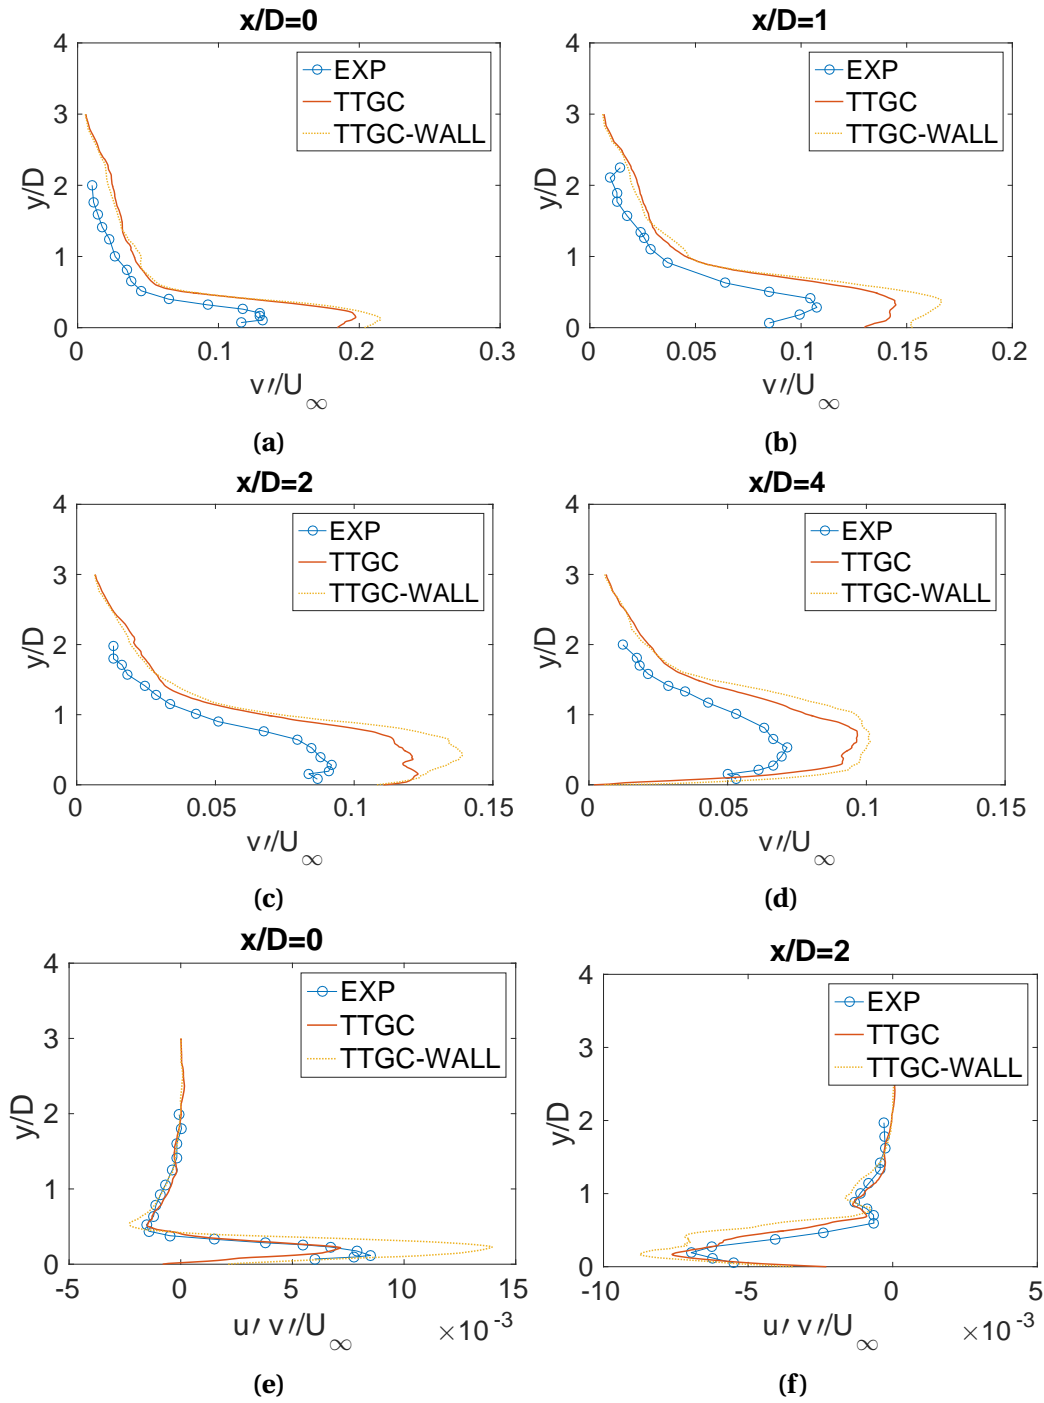 x/D=0
4
3
2
1
0
y/D
EXP
TTGC
TTGC-WALL
0 0.1 0.2 0.3
v′/U∞
(a)
x/D=1
4
3
2
1
0
y/D
EXP
TTGC
TTGC-WALL
0 0.05 0.1 0.15 0.2
v′/U∞
(b)
x/D=2
4
3
2
1
0
y/D
EXP
TTGC
TTGC-WALL
0 0.05 0.1 0.15
v′/U∞
(c)
x/D=4
4
3
2
1
0
y/D
EXP
TTGC
TTGC-WALL
0 0.05 0.1 0.15
v′/U∞
(d)
x/D=0
4
3
2
1
0
y/D
EXP
TTGC
TTGC-WALL
-5 0 5 10 15
u′ v′/U∞ ×10⁻³
(e)
x/D=2
4
3
2
1
0
y/D
EXP
TTGC
TTGC-WALL
-10 -5 0 5
u′ v′/U∞ ×10⁻³
(f)